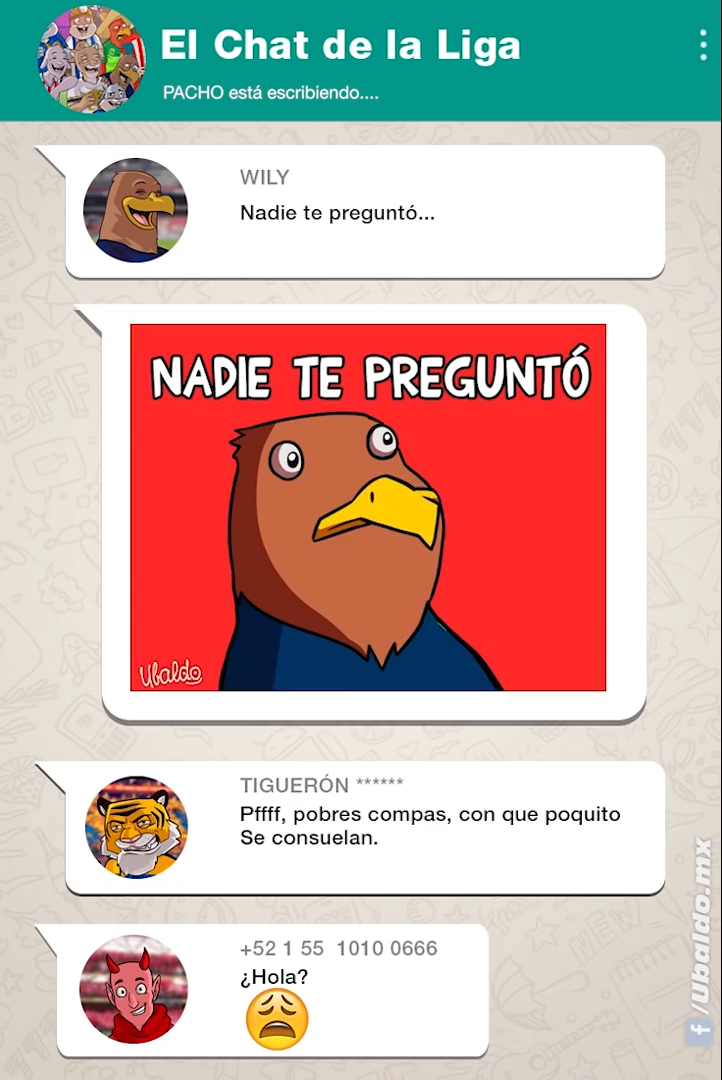 El Chat de la Liga
PACHO está escribiendo....
WILY
Nadie te preguntó...
NADIE TE PREGUNTÓ
Ubaldo
TIGUERÓN ******
Pffff, pobres compas, con que poquito
Se consuelan.
+52 1 55 1010 0666
¿Hola?
f/Ubaldo.mx